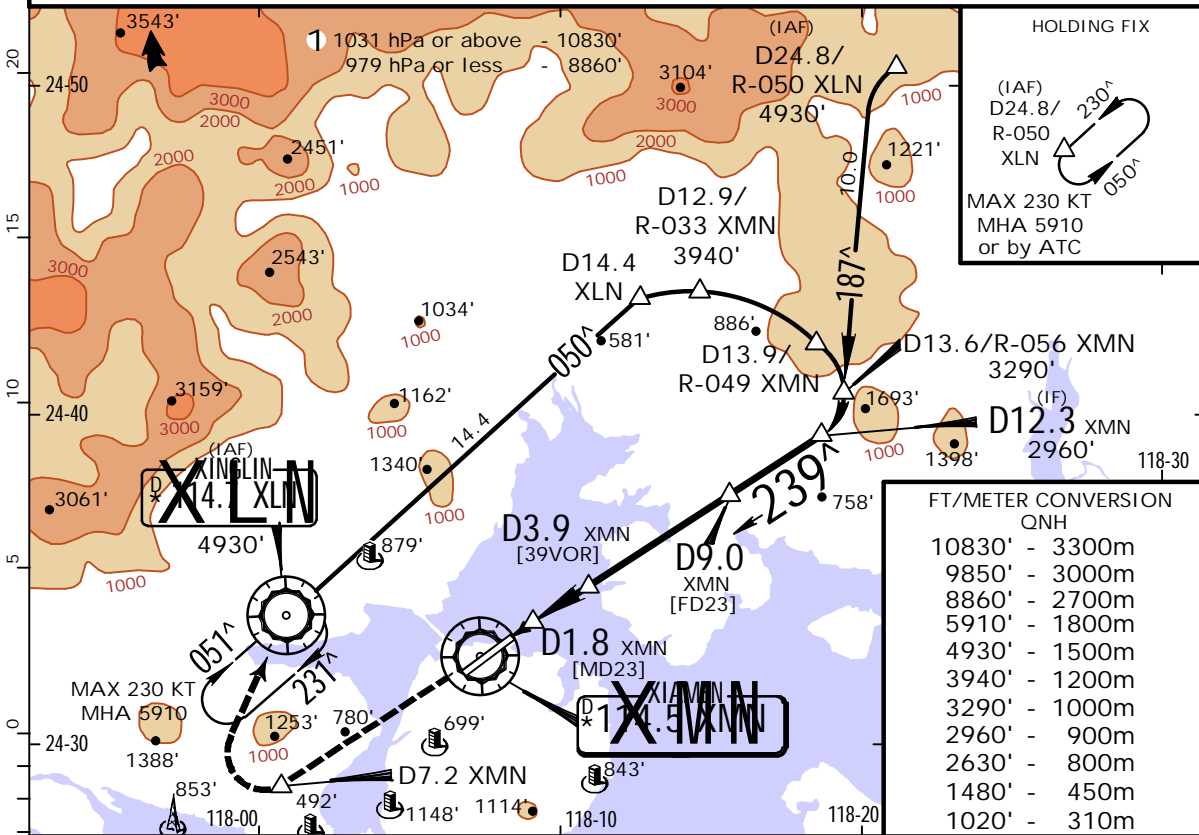 3543'
1 1031 hPa or above - 10830'
979 hPa or less - 8860'
(IAF)
D24.8/
R-050 XLN
4930'
3104'
3000
1000
HOLDING FIX
(IAF)
D24.8/
R-050
XLN
230^
050^
MAX 230 KT
MHA 5910
or by ATC
20
24-50
3000
2000
2000
2451'
2000
1000
2000
1000
1221'
10.0
187^
D12.9/
R-033 XMN
3940'
15
3000
2543'
2000
D14.4
XLN
1034'
1000
581'
050^
886'
D13.9/
R-049 XMN
D13.6/R-056 XMN
3290'
10
24-40
3159'
3000
1162'
1000
14.4
1693'
1000
(IF)
D12.3 XMN
2960'
1398'
118-30
(IAF)
XINGLIN
D
XLN
4930'
1340'
1000
3061'
239^
758'
5
1000
879'
D3.9 XMN
[39VOR]
D9.0
XMN
[FD23]
FT/METER CONVERSION
QNH
10830' - 3300m
9850' - 3000m
8860' - 2700m
5910' - 1800m
4930' - 1500m
3940' - 1200m
3290' - 1000m
2960' - 900m
2630' - 800m
1480' - 450m
1020' - 310m
051^
231^
D1.8 XMN
[MD23]
MAX 230 KT
MHA 5910
XIAMEN
D
XMN
0
24-30
1388'
1253'
1000
780'
699'
D7.2 XMN
843'
853'
492'
1148'
1114'
118-00
118-10
118-20